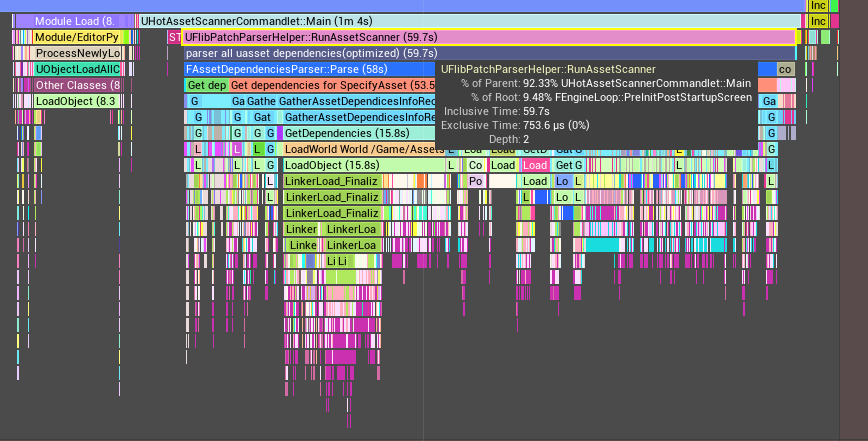 Inc
Module Load (8.
UHotAssetScannerCommandlet::Main (1m 4s)
Inc
Module/EditorPy
ST
UFlibPatchParserHelper::RunAssetScanner (59.7s)
ProcessNewlyLo
parser all uasset dependencies(optimized) (59.7s)
UObjectLoadAllC
FAssetDependenciesParser::Parse (58s)
co
Other Classes (8
Get dep
Get dependencies for SpecifyAsset (53.5
LoadObject (8.3
G
Ga
Gathe
GatherAssetDependicesInfoRec
Ga
G
G
Gat
GatherAssetDependicesInfoRe
G
G
G
G
G
GetDependencies (15.8s)
G
L
L
L
G
LoadWorld World /Game/Assets
G
L
L
L
G
LoadObject (15.8s)
L
Co
Load
Load
Get
G
L
L
L
LinkerLoad_Finaliz
Po
Load
Lo
L
L
L
LinkerLoad_Finaliz
L
Lo
L
LinkerLoad_Finaliz
Linker
LinkerLoa
Linke
LinkerLoa
Li
Li
UFlibPatchParserHelper::RunAssetScanner
% of Parent: 92.33% UHotAssetScannerCommandlet::Main
% of Root: 9.48% FEngineLoop::PreInitPostStartupScreen
Inclusive Time: 59.7s
Exclusive Time: 753.6 µs (0%)
Depth: 2